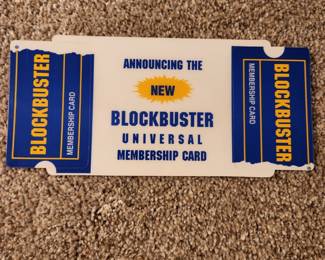 BLOCKBUSTER
MEMBERSHIP CARD
ANNOUNCING THE
NEW
BLOCKBUSTER
UNIVERSAL
MEMBERSHIP CARD
BLOCKBUSTER
MEMBERSHIP CARD